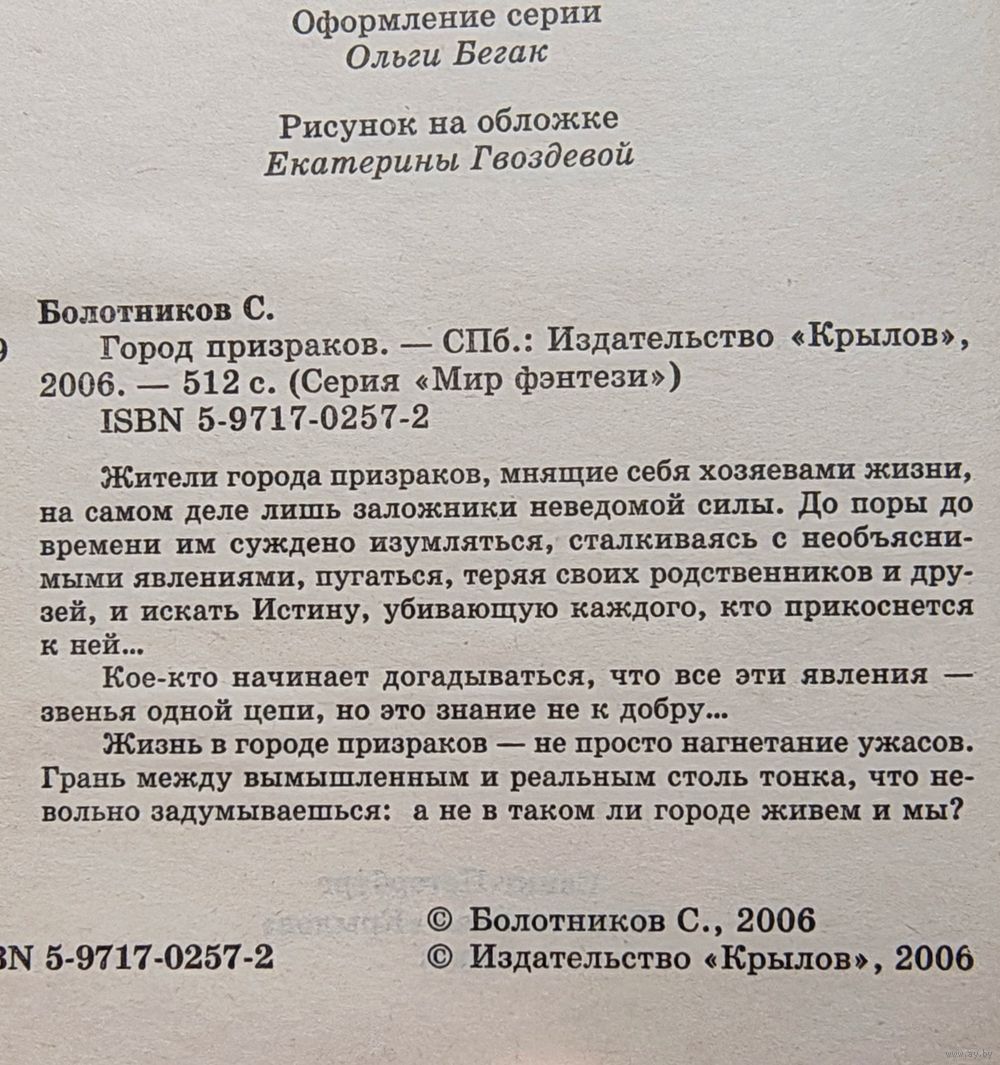 Оформление серии
Ольги Бегак
Рисунок на обложке
Екатерины Гвоздевой
Болотников С.
9 Город призраков. — СПб.: Издательство «Крылов»,
2006. — 512 с. (Серия «Мир фэнтези»)
ISBN 5-9717-0257-2
Жители города призраков, мнящие себя хозяевами жизни,
на самом деле лишь заложники неведомой силы. До поры до
времени им суждено изумляться, сталкиваясь с необъясни-
мыми явлениями, пугаться, теряя своих родственников и дру-
зей, и искать Истину, убивающую каждого, кто прикоснется
к ней...
Кое-кто начинает догадываться, что все эти явления —
звенья одной цепи, но это знание не к добру...
Жизнь в городе призраков — не просто нагнетание ужасов.
Грань между вымышленным и реальным столь тонка, что не-
вольно задумываешься: а не в таком ли городе живем и мы?
© Болотников С., 2006
BN 5-9717-0257-2 © Издательство «Крылов», 2006
www.ay.by